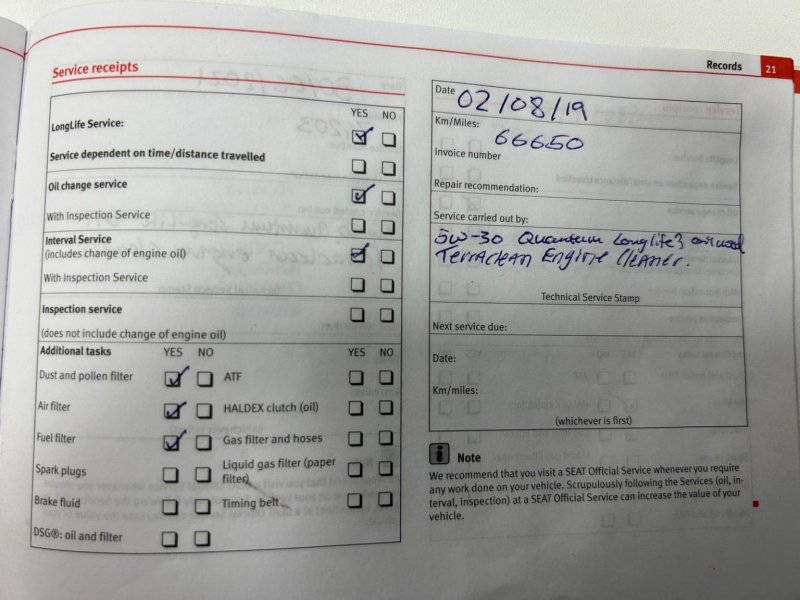 Records 21
Service receipts
YES NO
LongLife Service:
Service dependent on time/distance travelled
Oil change service
With Inspection Service
Interval Service
(includes change of engine oil)
With Inspection Service
Inspection service
(does not include change of engine oil)
Additional tasks YES NO YES NO
Dust and pollen filter ATF
Air filter HALDEX clutch (oil)
Fuel filter Gas filter and hoses
Spark plugs Liquid gas filter (paper
filter)
Brake fluid Timing belt
DSG®: oil and filter
Date 02/08/19
Km/Miles: 66650
Invoice number
Repair recommendation:
Service carried out by:
5W-30 Quantum Longlife3 oil used
Terraclean Engine Cleaner.
Technical Service Stamp
Next service due:
Date:
Km/miles:
(whichever is first)
i Note
We recommend that you visit a SEAT Official Service whenever you require
any work done on your vehicle. Scrupulously following the Services (oil, in-
terval, inspection) at a SEAT Official Service can increase the value of your
vehicle.